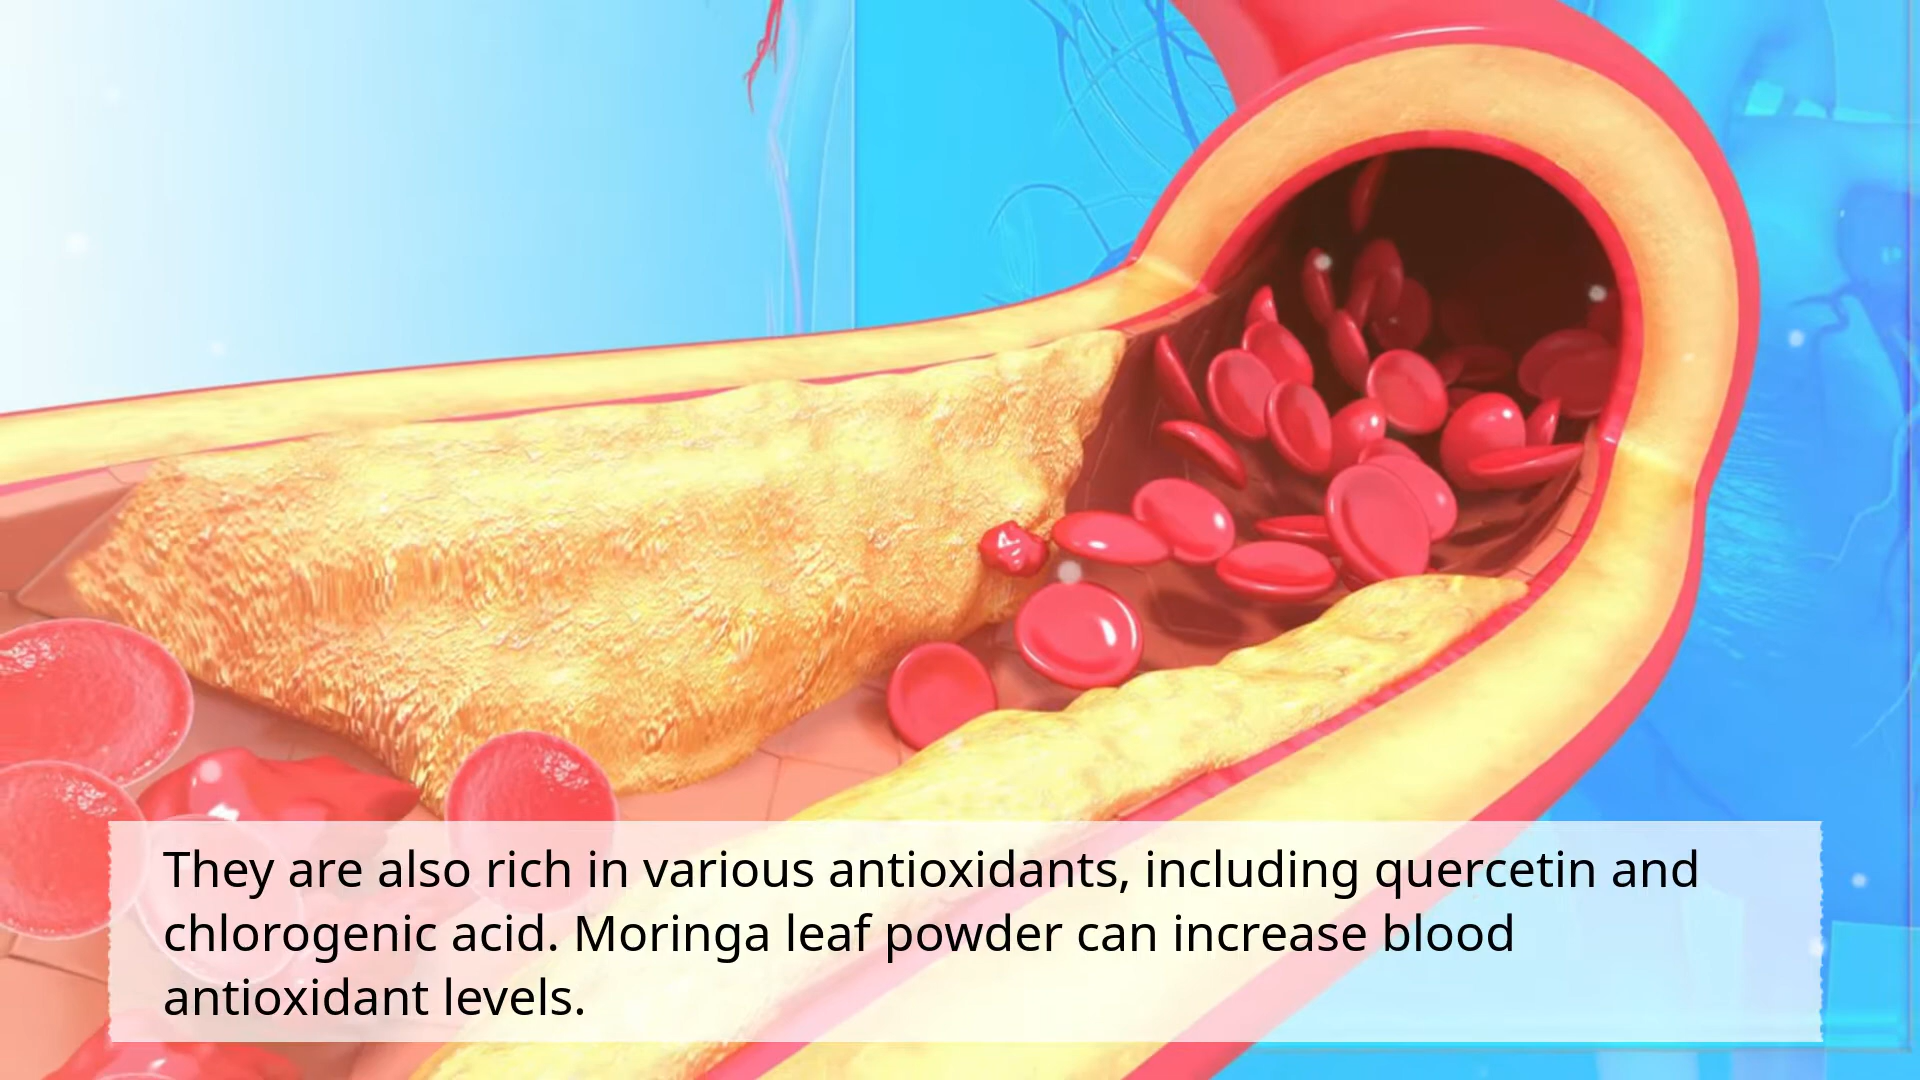 They are also rich in various antioxidants, including quercetin and
chlorogenic acid. Moringa leaf powder can increase blood
antioxidant levels.